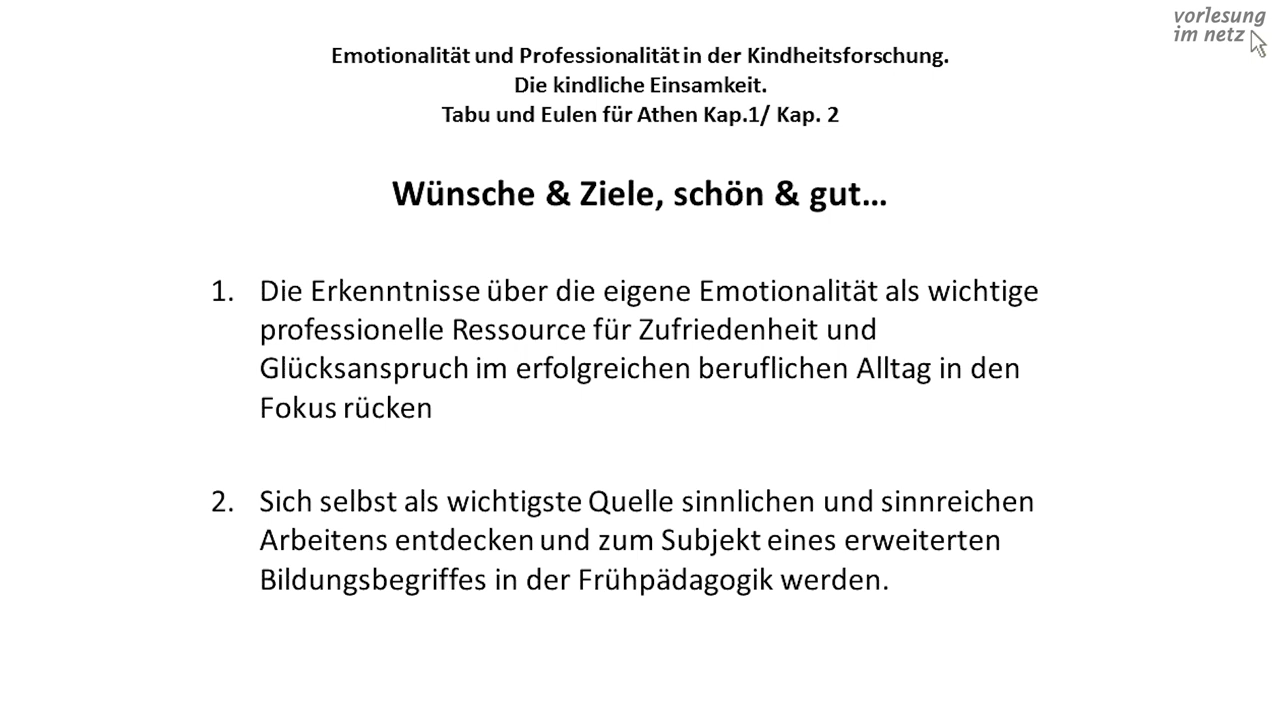 vorlesung
im netz
Emotionalität und Professionalität in der Kindheitsforschung.
Die kindliche Einsamkeit.
Tabu und Eulen für Athen Kap.1/ Kap. 2
Wünsche & Ziele, schön & gut…
1. Die Erkenntnisse über die eigene Emotionalität als wichtige
professionelle Ressource für Zufriedenheit und
Glücksanspruch im erfolgreichen beruflichen Alltag in den
Fokus rücken
2. Sich selbst als wichtigste Quelle sinnlichen und sinnreichen
Arbeitens entdecken und zum Subjekt eines erweiterten
Bildungsbegriffes in der Frühpädagogik werden.